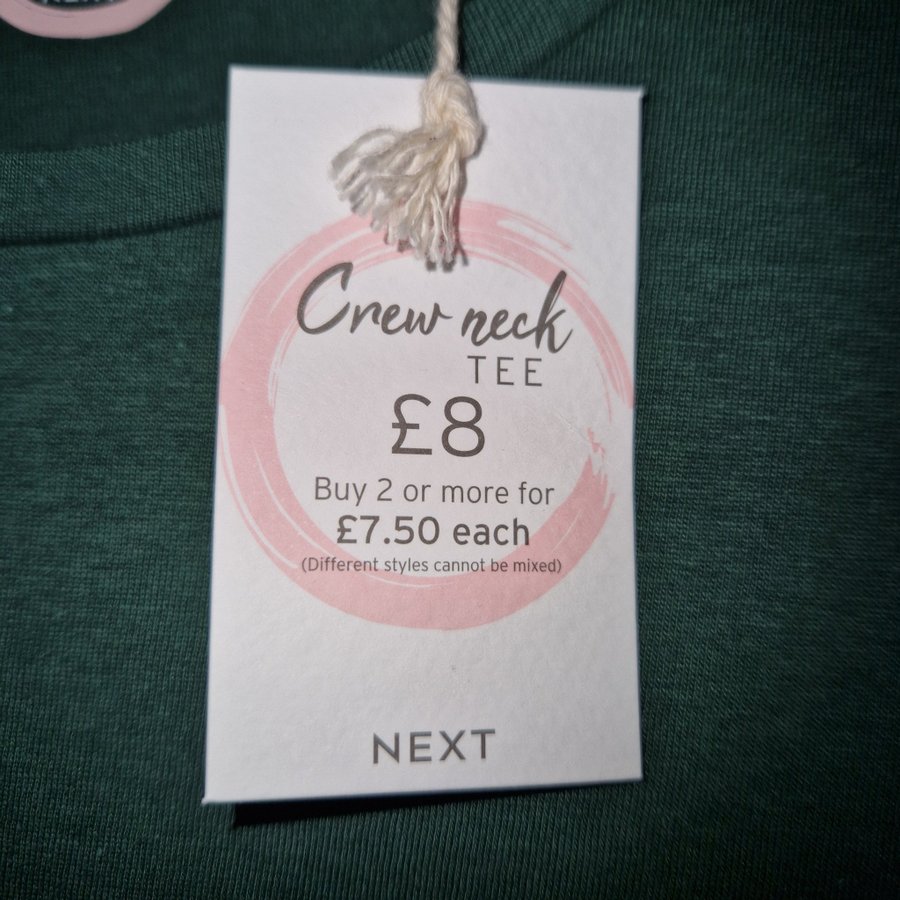 Crew neck
TEE
£8
Buy 2 or more for
£7.50 each
(Different styles cannot be mixed)
NEXT